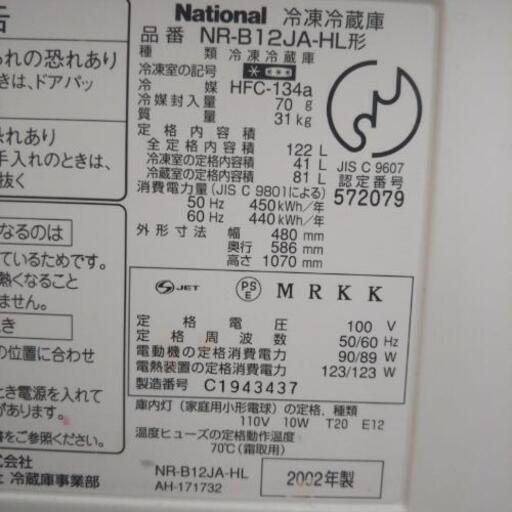 告
National 冷凍冷蔵庫
品番 NR-B12JA-HL形
種類 冷凍冷蔵庫
冷凍室の記号
冷媒 HFC-134a
冷媒封入量 70 g
質量 31 kg
定格内容積
全定格内容積 122 L
冷凍室の定格内容積 41 L
冷蔵室の定格内容積 81 L
消費電力量 (JIS C 9801による)
50 Hz 450 kWh/年
60 Hz 440 kWh/年
外形寸法 幅 480 mm
奥行 586 mm
高さ 1070 mm
JIS C 9607
認定番号
572079
JET PS E MRKK
定格電圧 100 V
定格周波数 50/60 Hz
電動機の定格消費電力 90/89 W
電熱装置の定格消費電力 123/123 W
製造番号 C1943437
庫内灯 (家庭用小形電球) の定格、種類
110V 10W T20 E12
温度ヒューズの定格動作温度
70℃ (霜取用)
NR-B12JA-HL
AH-171732
2002年製
られの恐れあり
きは、ドアパッ
恐れあり
手入れのときは、
抜く
なるのは
ているためです。
熱くなること
ません。
き
の位置に合わせ
とき電源を入れて
があります。
書をご参照ください。
式会社
冷蔵庫事業部